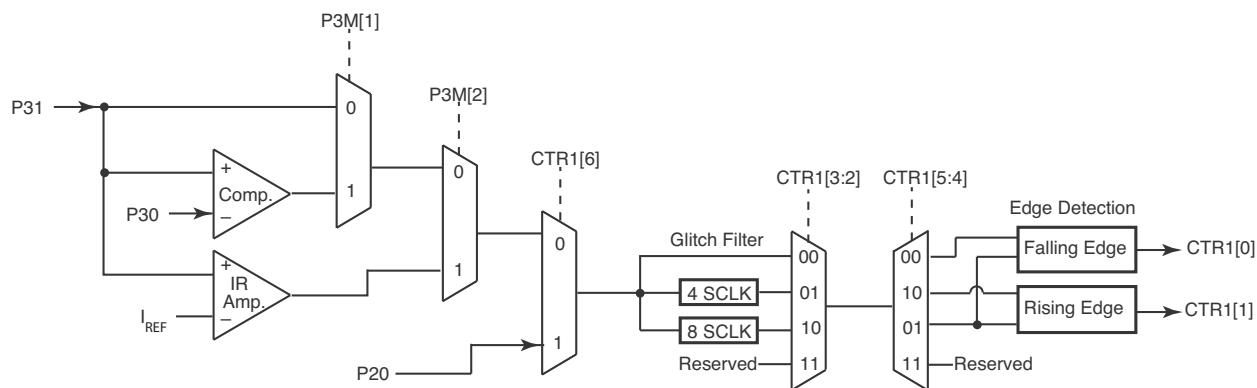 P3M[1]
P31
0
P3M[2]
+
Comp.
−
P30
1
0
CTR1[6]
+
IR
Amp.
−
I_REF
1
0
1
P20
CTR1[3:2]
CTR1[5:4]
Glitch Filter
4 SCLK
8 SCLK
Reserved
00
01
10
11
00
10
01
11
Reserved
Edge Detection
Falling Edge
CTR1[0]
Rising Edge
CTR1[1]